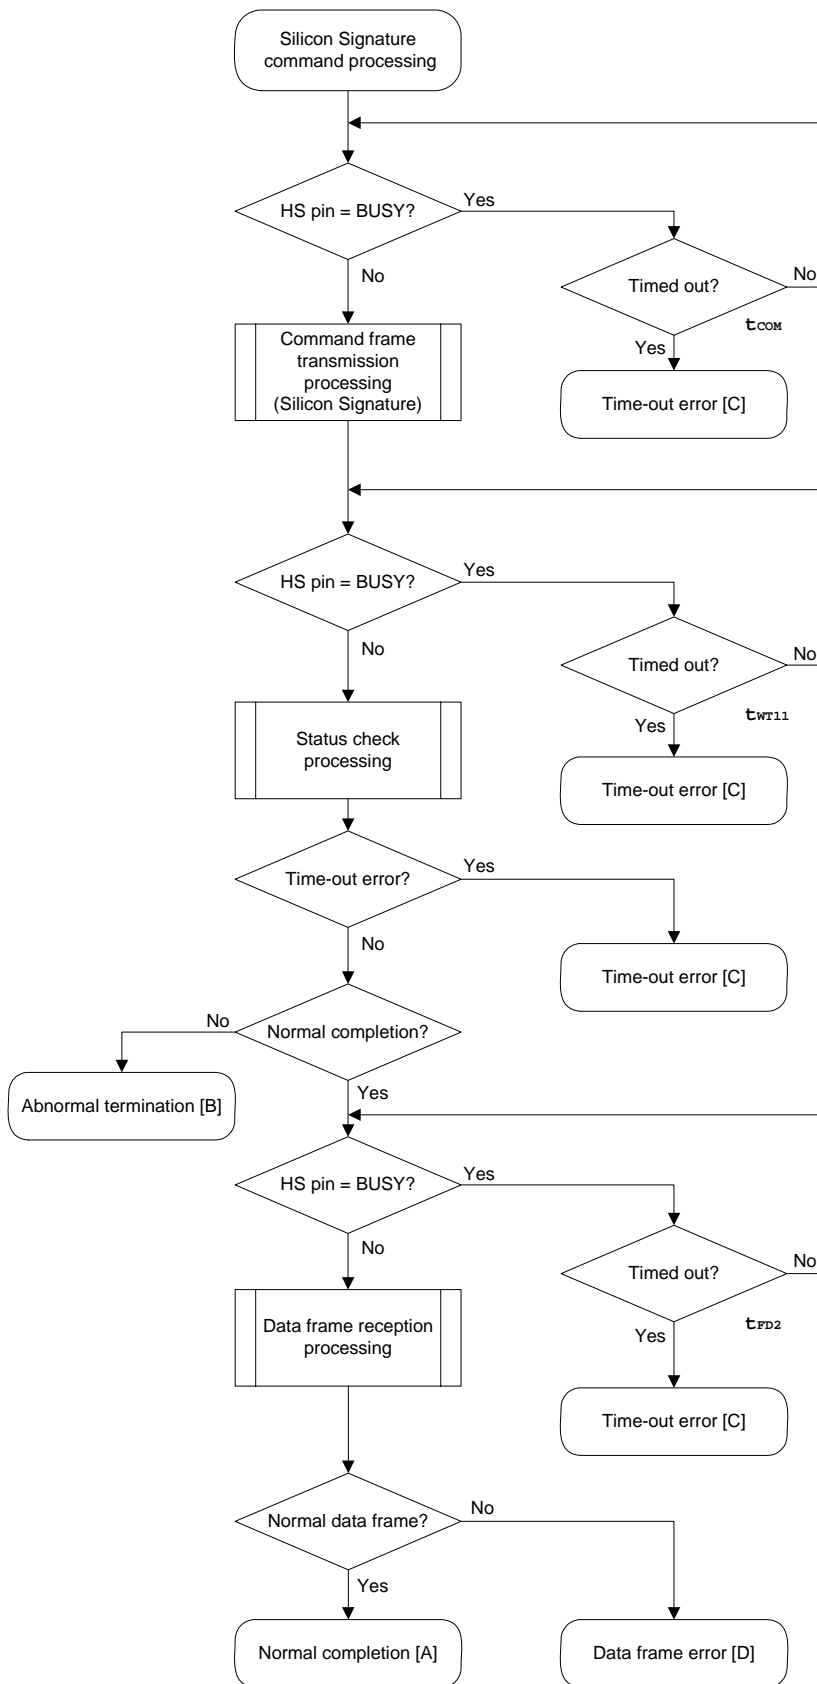 Silicon Signature
command processing
HS pin = BUSY?
Yes
No
Timed out?
No
tCOM
Yes
Command frame
transmission
processing
(Silicon Signature)
Time-out error [C]
HS pin = BUSY?
Yes
No
Timed out?
No
tWT11
Yes
Status check
processing
Time-out error [C]
Time-out error?
Yes
No
Time-out error [C]
Normal completion?
No
Yes
Abnormal termination [B]
HS pin = BUSY?
Yes
No
Timed out?
No
tFD2
Yes
Data frame reception
processing
Time-out error [C]
Normal data frame?
No
Yes
Normal completion [A]
Data frame error [D]